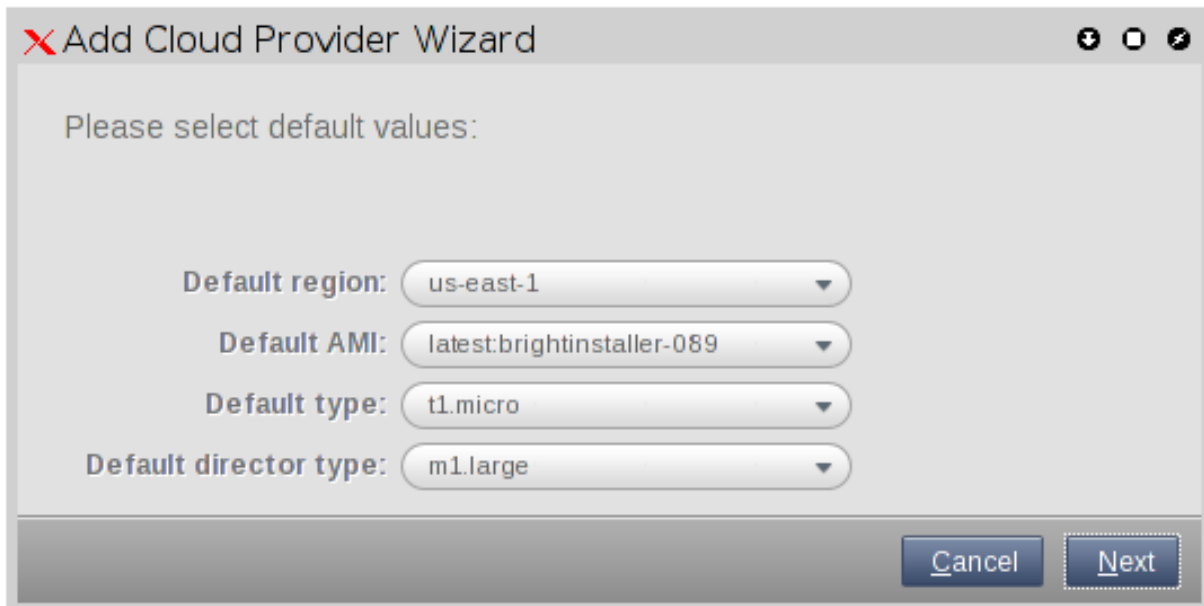 Add Cloud Provider Wizard
Please select default values:
Default region: us-east-1
Default AMI: latest:brightinstaller-089
Default type: t1.micro
Default director type: m1.large
Cancel Next